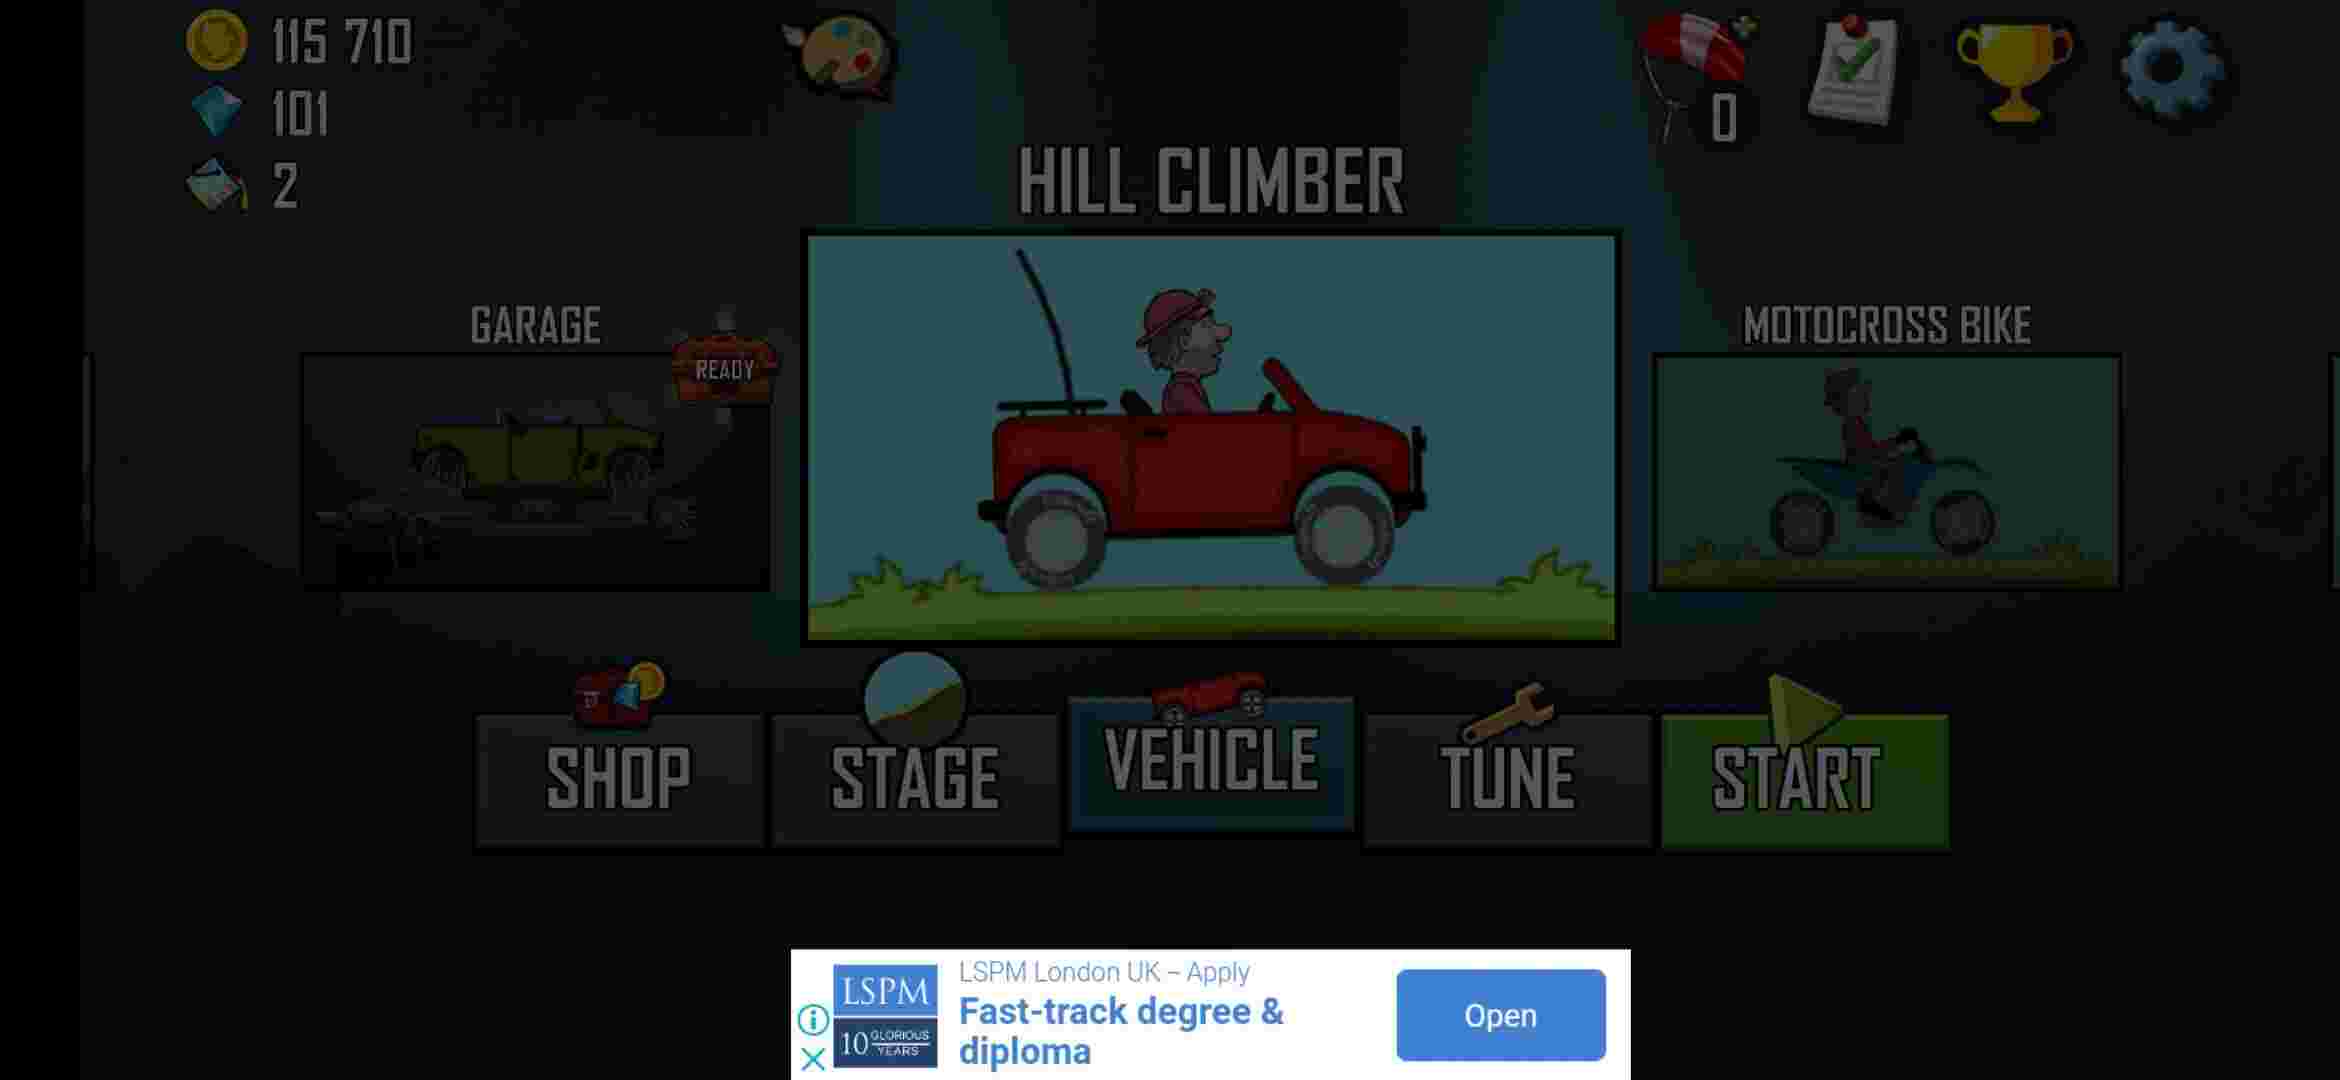 115 710
101
2
0
HILL CLIMBER
GARAGE
READY
MOTOCROSS BIKE
SHOP
STAGE
VEHICLE
TUNE
START
LSPM
10 GLORIOUS YEARS
LSPM London UK – Apply
Fast-track degree &
diploma
Open